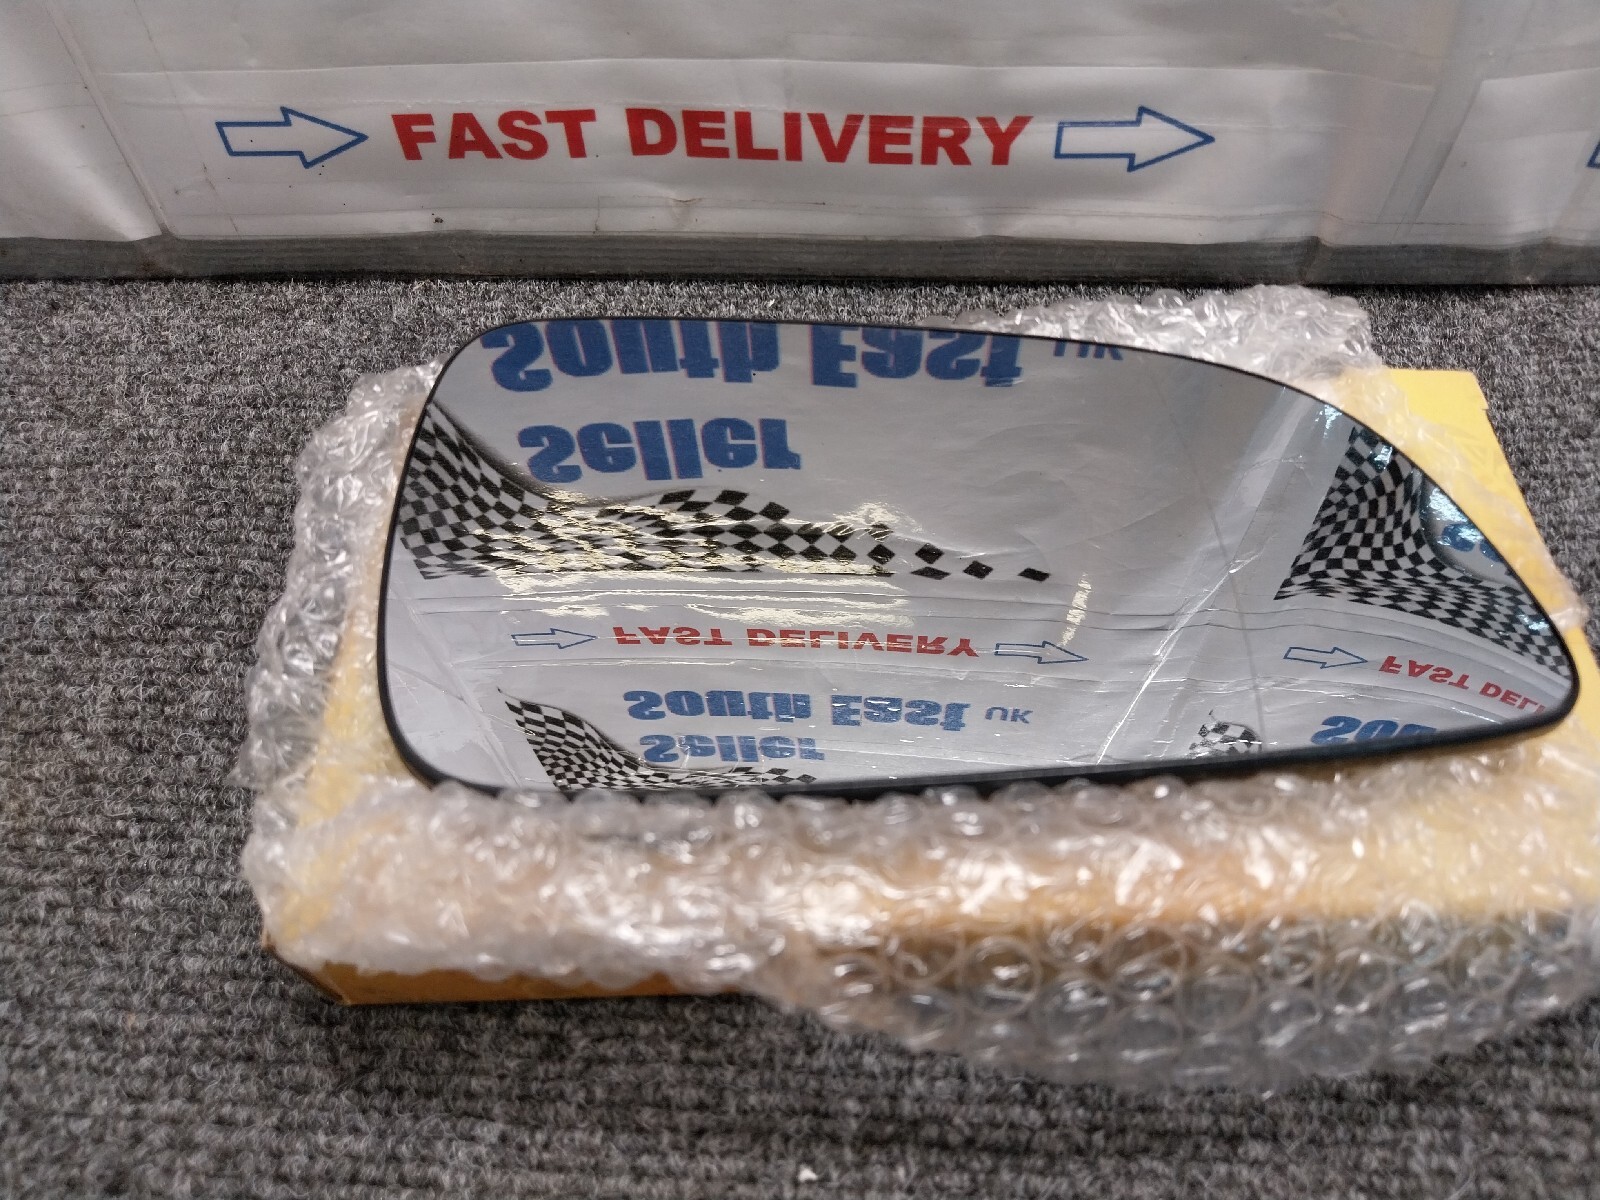 FAST DELIVERY
South East UK
Seller
FAST DELIVERY
FAST DELI
South East UK
Seller